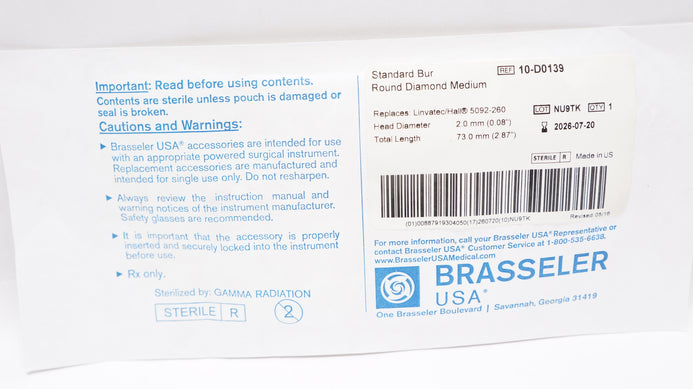 Important: Read before using contents.
Contents are sterile unless pouch is damaged or
seal is broken.
Cautions and Warnings:
► Brasseler USA® accessories are intended for use
with an appropriate powered surgical instrument.
Replacement accessories are manufactured and
intended for single use only. Do not resharpen.
► Always review the instruction manual and
warning notices of the instrument manufacturer.
Safety glasses are recommended.
► It is important that the accessory is properly
inserted and securely locked into the instrument
before use.
► Rx only.
Sterilized by: GAMMA RADIATION
STERILE R 2
Standard Bur REF 10-D0139
Round Diamond Medium
Replaces Linvatec/Hall® 5092-260 LOT NU9TK QTY 1
Head Diameter 2.0 mm (0.08") 2026-07-20
Total Length 73.0 mm (2.87")
STERILE R Made in US
(01)00887919304050(17)260720(10)NU9TK Revised
For more information, call your Brasseler USA® Representative or
contact Brasseler USA® Customer Service at 1-800-535-6638.
www.BrasselerUSAMedical.com
BRASSELER
USA®
One Brasseler Boulevard | Savannah, Georgia 31419